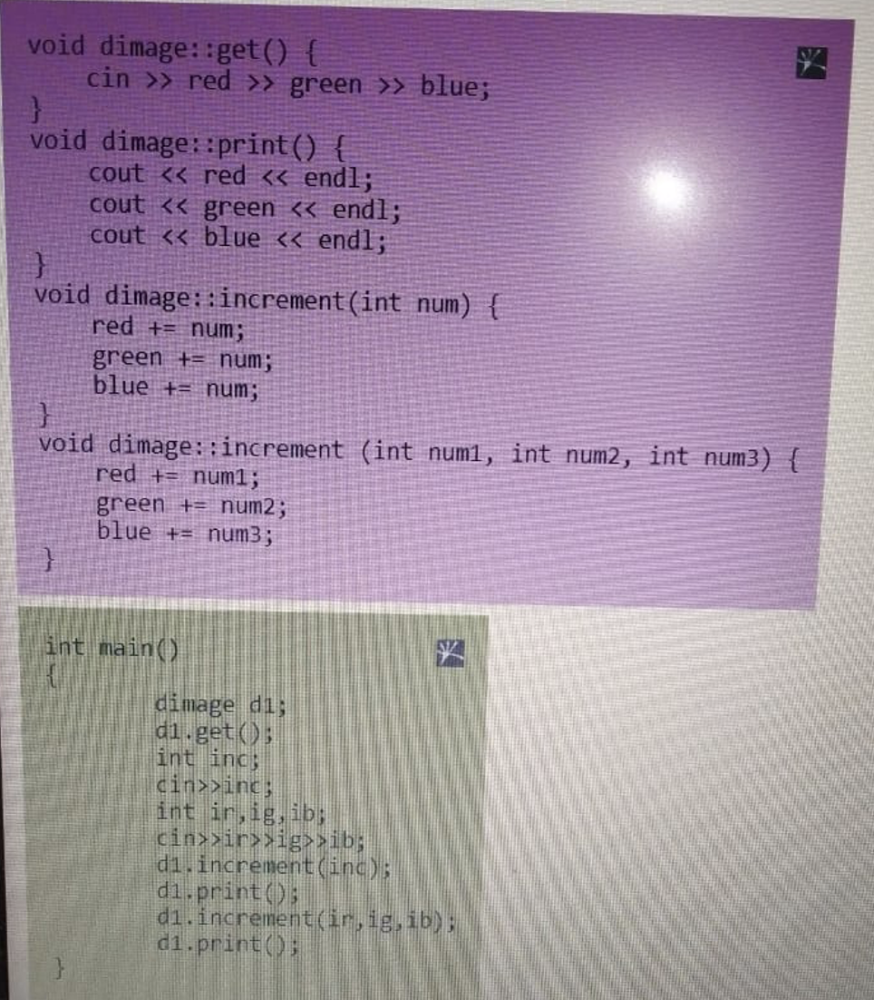 void dimage::get() {
    cin >> red >> green >> blue;
}
void dimage::print() {
    cout << red << endl;
    cout << green << endl;
    cout << blue << endl;
}
void dimage::increment(int num) {
    red += num;
    green += num;
    blue += num;
}
void dimage::increment (int num1, int num2, int num3) {
    red += num1;
    green += num2;
    blue += num3;
}
int main()
{
        dimage d1;
        d1.get();
        int inc;
        cin>>inc;
        int ir,ig,ib;
        cin>>ir>>ig>>ib;
        d1.increment(inc);
        d1.print();
        d1.increment(ir,ig,ib);
        d1.print();
}